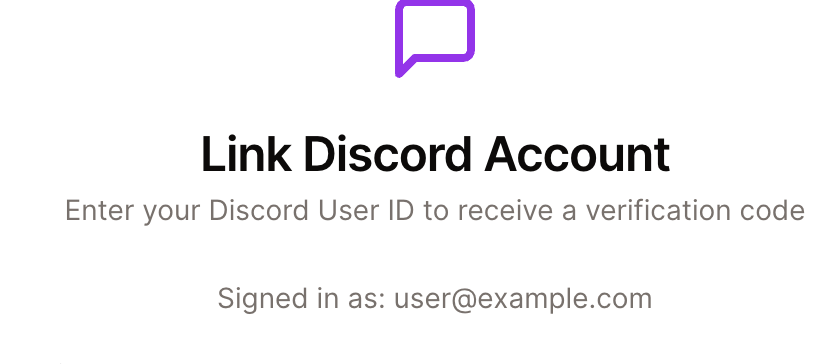 Link Discord Account
Enter your Discord User ID to receive a verification code
Signed in as: user@example.com